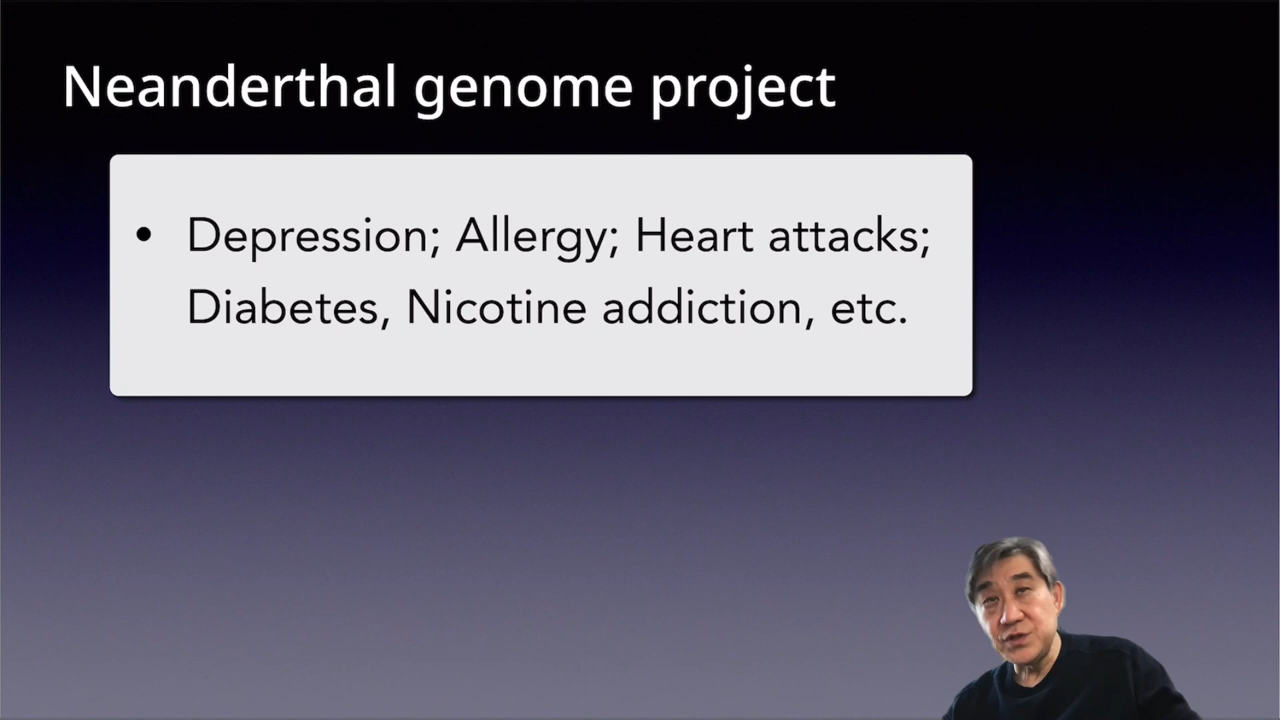 Neanderthal genome project
• Depression; Allergy; Heart attacks;
Diabetes, Nicotine addiction, etc.